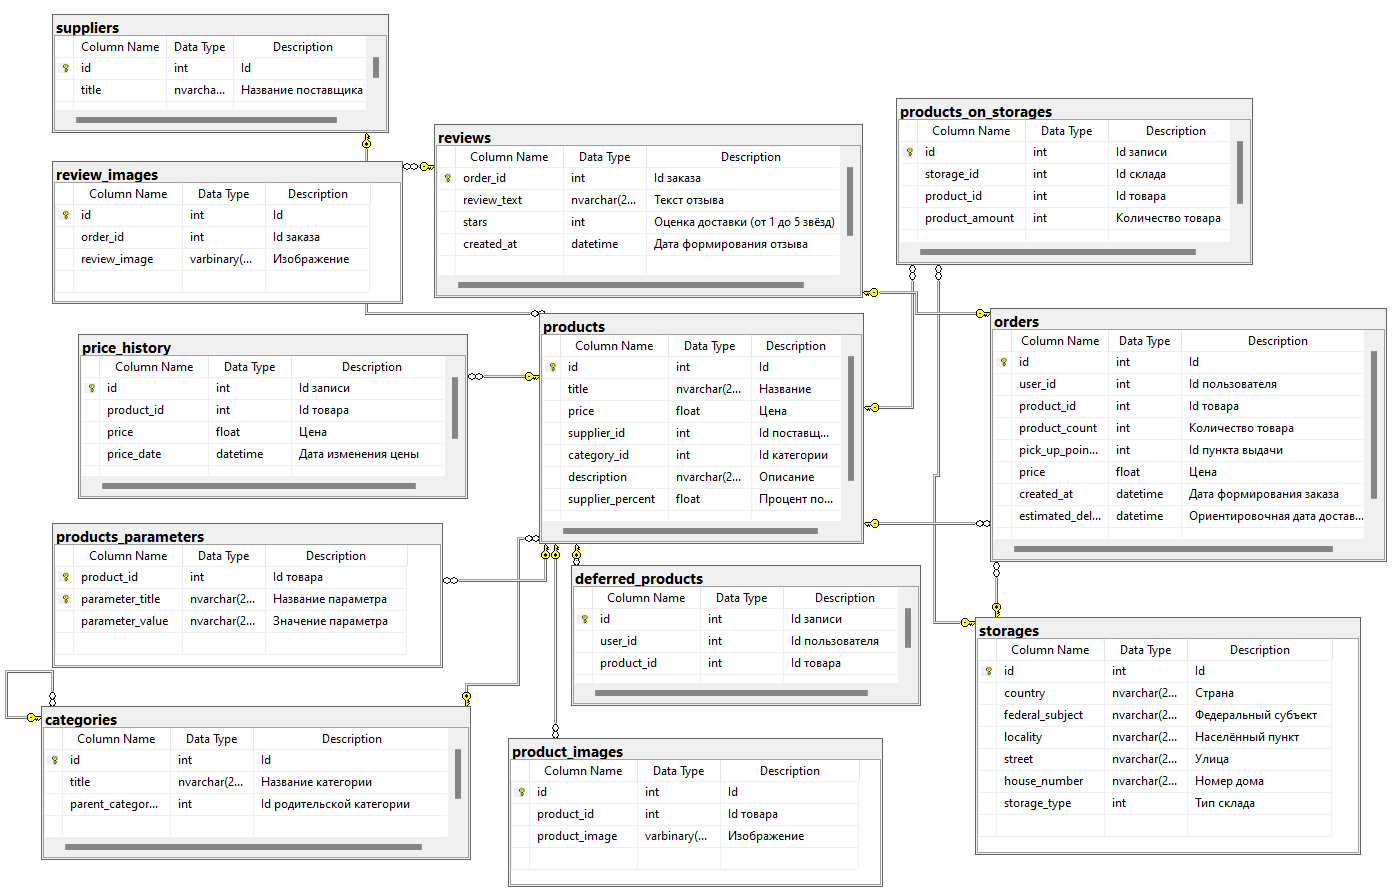 suppliers
Column Name Data Type Description
id int Id
title nvarcha... Название поставщика
review_images
Column Name Data Type Description
id int Id
order_id int Id заказа
review_image varbinary(... Изображение
reviews
Column Name Data Type Description
order_id int Id заказа
review_text nvarchar(2... Текст отзыва
stars int Оценка доставки (от 1 до 5 звёзд)
created_at datetime Дата формирования отзыва
products_on_storages
Column Name Data Type Description
id int Id записи
storage_id int Id склада
product_id int Id товара
product_amount int Количество товара
price_history
Column Name Data Type Description
id int Id записи
product_id int Id товара
price float Цена
price_date datetime Дата изменения цены
products
Column Name Data Type Description
id int Id
title nvarchar(2... Название
price float Цена
supplier_id int Id поставщ...
category_id int Id категории
description nvarchar(2... Описание
supplier_percent float Процент по...
orders
Column Name Data Type Description
id int Id
user_id int Id пользователя
product_id int Id товара
product_count int Количество товара
pick_up_poin... int Id пункта выдачи
price float Цена
created_at datetime Дата формирования заказа
estimated_del... datetime Ориентировочная дата достав...
products_parameters
Column Name Data Type Description
product_id int Id товара
parameter_title nvarchar(2... Название параметра
parameter_value nvarchar(2... Значение параметра
deferred_products
Column Name Data Type Description
id int Id записи
user_id int Id пользователя
product_id int Id товара
storages
Column Name Data Type Description
id int Id
country nvarchar(2... Страна
federal_subject nvarchar(2... Федеральный субъект
locality nvarchar(2... Населённый пункт
street nvarchar(2... Улица
house_number nvarchar(2... Номер дома
storage_type int Тип склада
categories
Column Name Data Type Description
id int Id
title nvarchar(2... Название категории
parent_categor... int Id родительской категории
product_images
Column Name Data Type Description
id int Id
product_id int Id товара
product_image varbinary(... Изображение